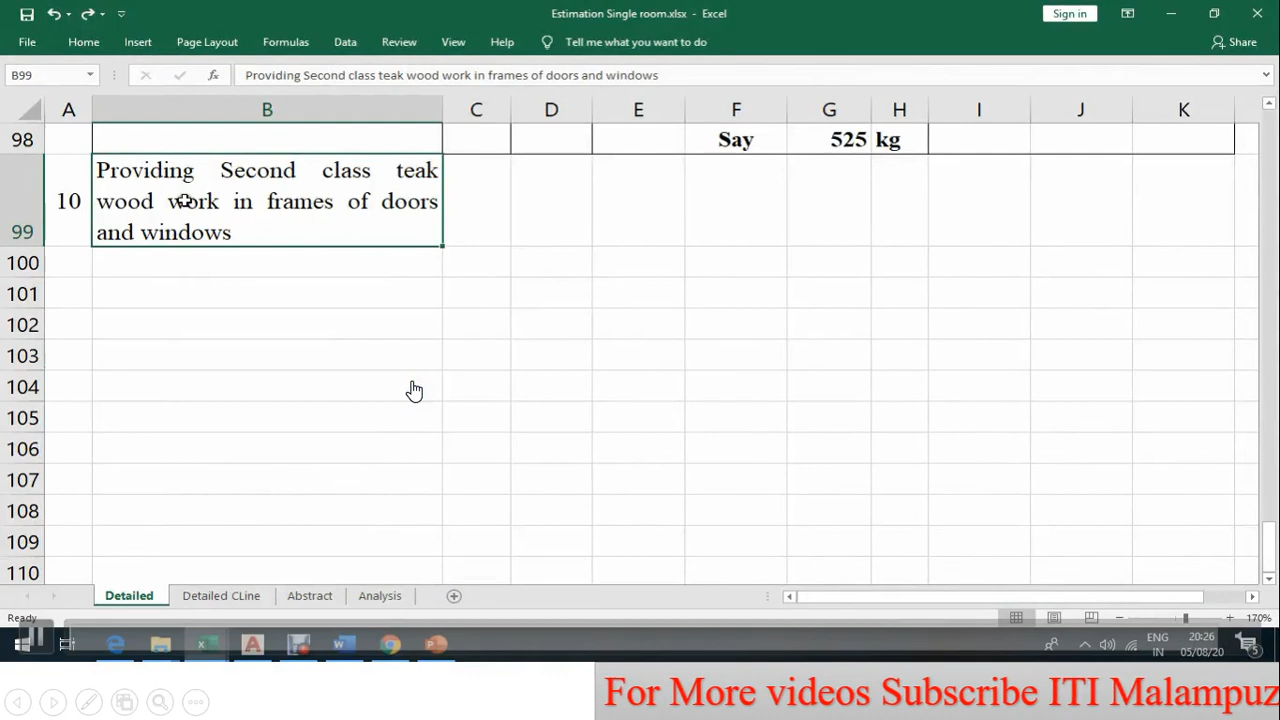 Estimation Single room.xlsx - Excel
Sign in
File Home Insert Page Layout Formulas Data Review View Help Tell me what you want to do Share
B99 fx Providing Second class teak wood work in frames of doors and windows
A B C D E F G H I J K
98 Say 525 kg
99 10 Providing Second class teak
wood work in frames of doors
and windows
100
101
102
103
104
105
106
107
108
109
110
Detailed Detailed CLine Abstract Analysis
Ready 170%
ENG 20:26
IN 05/08/20 5
For More videos Subscribe ITI Malampuz